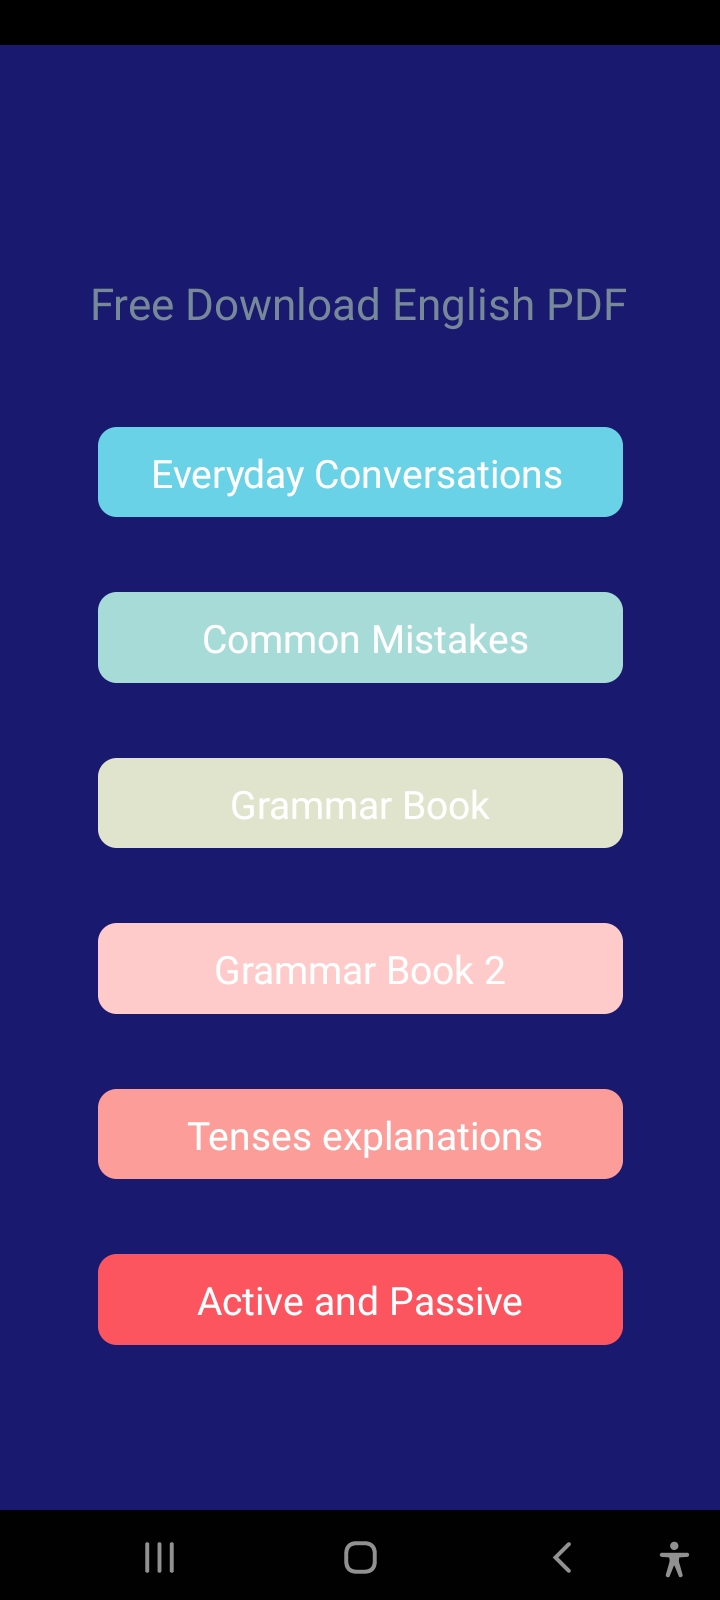 Free Download English PDF
Everyday Conversations
Common Mistakes
Grammar Book
Grammar Book 2
Tenses explanations
Active and Passive